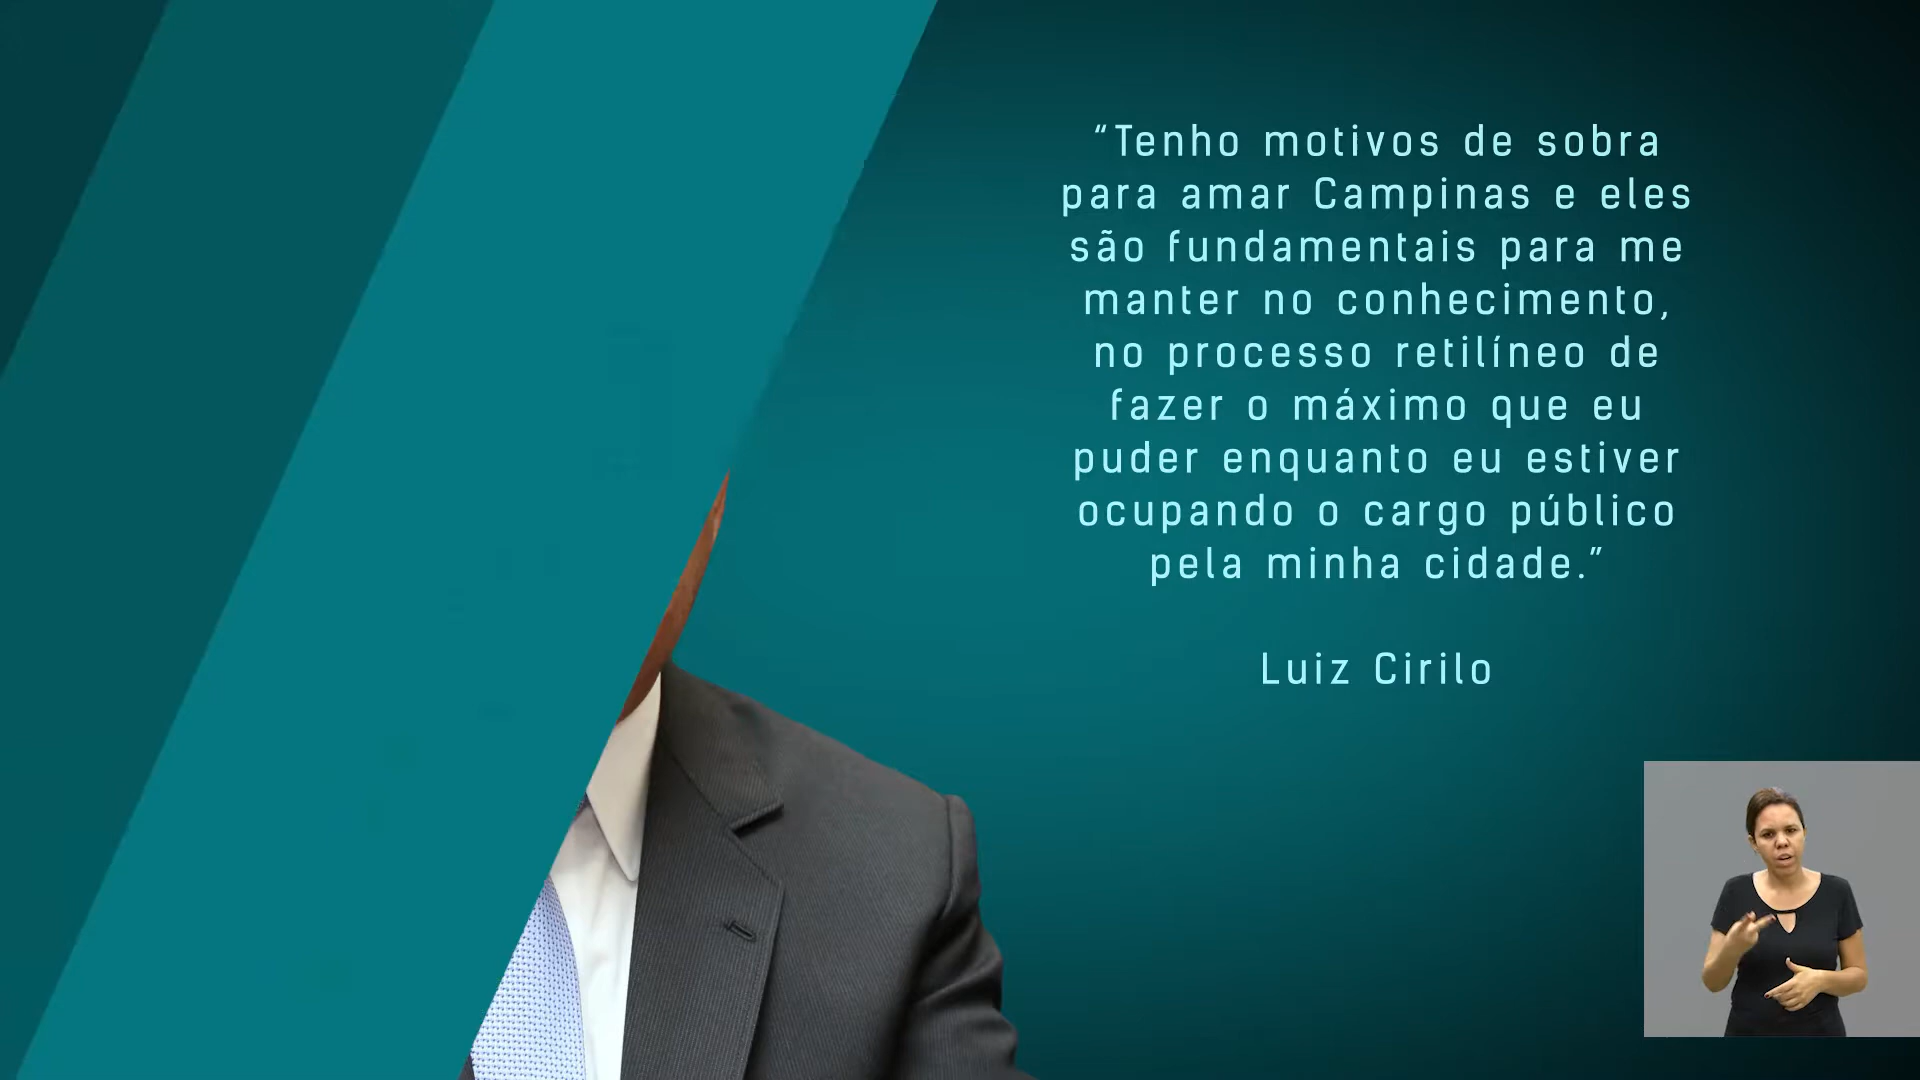 “Tenho motivos de sobra
para amar Campinas e eles
são fundamentais para me
manter no conhecimento,
no processo retilíneo de
fazer o máximo que eu
puder enquanto eu estiver
ocupando o cargo público
pela minha cidade.”
Luiz Cirilo